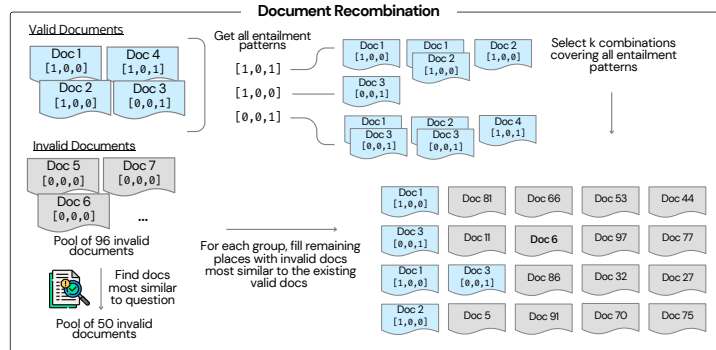 Document Recombination
Valid Documents
Doc 1
[1,0,0]
Doc 4
[1,0,1]
Doc 2
[1,0,0]
Doc 3
[0,0,1]
Get all entailment
patterns
[1,0,1]
[1,0,0]
[0,0,1]
Doc 1
[1,0,0]
Doc 1
Doc 2
[1,0,0]
Doc 2
[1,0,0]
Doc 3
[0,0,1]
Doc 1
Doc 3
[0,0,1]
Doc 2
Doc 3
[0,0,1]
Doc 4
[1,0,1]
Select k combinations
covering all entailment
patterns
Invalid Documents
Doc 5
[0,0,0]
Doc 7
[0,0,0]
Doc 6
[0,0,0]
...
Pool of 96 invalid
documents
Find docs
most similar
to question
Pool of 50 invalid
documents
For each group, fill remaining
places with invalid docs
most similar to the existing
valid docs
Doc 1
[1,0,0]
Doc 81
Doc 66
Doc 53
Doc 44
Doc 3
[0,0,1]
Doc 11
Doc 6
Doc 97
Doc 77
Doc 1
[1,0,0]
Doc 3
[0,0,1]
Doc 86
Doc 32
Doc 27
Doc 2
[1,0,0]
Doc 5
Doc 91
Doc 70
Doc 75